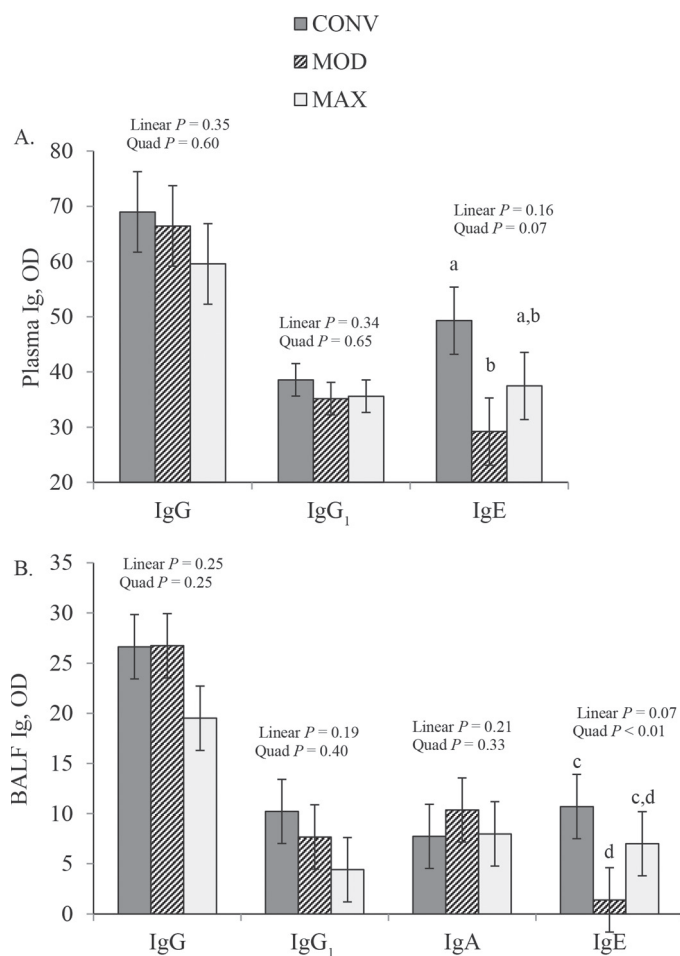 CONV
MOD
MAX
A.
Linear P = 0.35
Quad P = 0.60
Linear P = 0.34
Quad P = 0.65
Linear P = 0.16
Quad P = 0.07
a
b
a,b
Plasma Ig, OD
80
70
60
50
40
30
20
IgG
IgG₁
IgE
B.
Linear P = 0.25
Quad P = 0.25
Linear P = 0.19
Quad P = 0.40
Linear P = 0.21
Quad P = 0.33
Linear P = 0.07
Quad P < 0.01
c
d
c,d
BALF Ig, OD
35
30
25
20
15
10
5
0
IgG
IgG₁
IgA
IgE